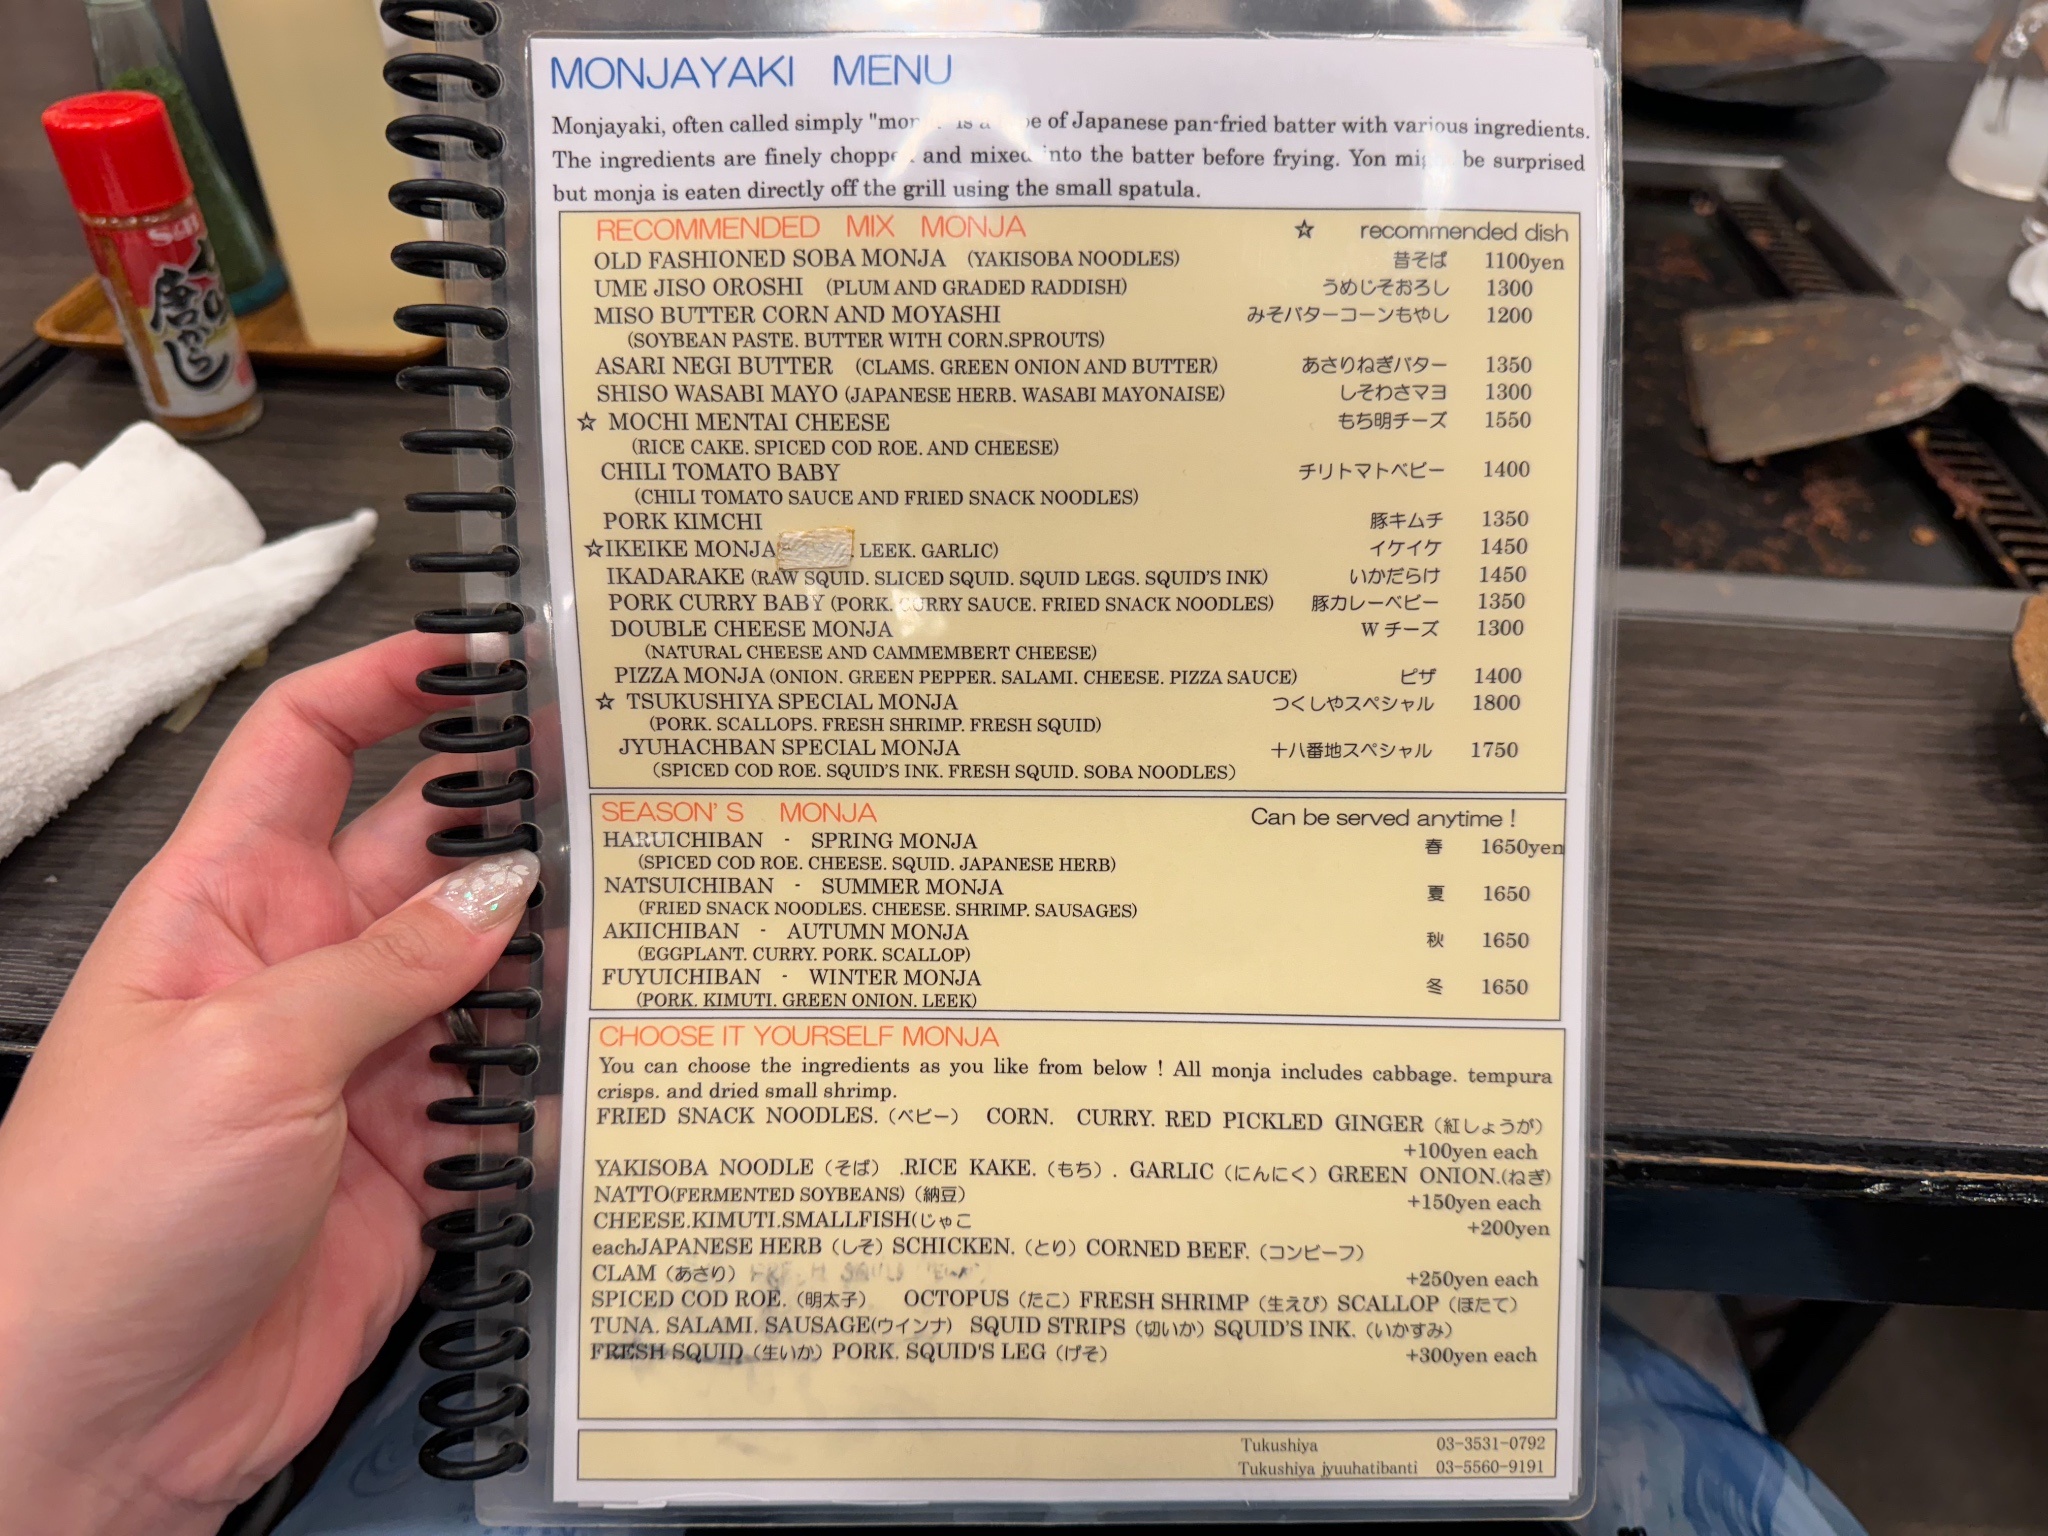 MONJAYAKI MENU
Monjayaki, often called simply is a of Japanese pan-fried batter with various ingredients.
The ingredients are finely and mixed into the batter before frying. Yon be surprised
but monja is eaten directly off the grill using the small spatula.
RECOMMENDED MIX MONJA ☆ recommended dish
OLD FASHIONED SOBA MONJA (YAKISOBA NOODLES) 昔そば 1100yen
UME JISO OROSHI (PLUM AND GRADED RADDISH) うめじそおろし 1300
MISO BUTTER CORN AND MOYASHI みそバターコーンもやし 1200
(SOYBEAN PASTE. BUTTER WITH CORN.SPROUTS)
ASARI NEGI BUTTER (CLAMS. GREEN ONION AND BUTTER) あさりねぎバター 1350
SHISO WASABI MAYO (JAPANESE HERB. WASABI MAYONAISE) しそわさマヨ 1300
☆ MOCHI MENTAI CHEESE もち明チーズ 1550
(RICE CAKE. SPICED COD ROE. AND CHEESE)
CHILI TOMATO BABY チリトマトベビー 1400
(CHILI TOMATO SAUCE AND FRIED SNACK NOODLES)
PORK KIMCHI 豚キムチ 1350
☆IKEIKE MONJA . LEEK. GARLIC) イケイケ 1450
IKADARAKE (RAW SQUID. SLICED SQUID. SQUID LEGS. SQUID'S INK) いかだらけ 1450
PORK CURRY BABY (PORK. CURRY SAUCE. FRIED SNACK NOODLES) 豚カレーベビー 1350
DOUBLE CHEESE MONJA W チーズ 1300
(NATURAL CHEESE AND CAMMEMBERT CHEESE)
PIZZA MONJA (ONION. GREEN PEPPER. SALAMI. CHEESE. PIZZA SAUCE) ピザ 1400
☆ TSUKUSHIYA SPECIAL MONJA つくしやスペシャル 1800
(PORK. SCALLOPS. FRESH SHRIMP. FRESH SQUID)
JYUHACHBAN SPECIAL MONJA 十八番地スペシャル 1750
(SPICED COD ROE. SQUID'S INK. FRESH SQUID. SOBA NOODLES)
SEASON'S MONJA Can be served anytime !
HARUICHIBAN - SPRING MONJA 春 1650yen
(SPICED COD ROE. CHEESE. SQUID. JAPANESE HERB)
NATSUICHIBAN - SUMMER MONJA 夏 1650
(FRIED SNACK NOODLES. CHEESE. SHRIMP. SAUSAGES)
AKIICHIBAN - AUTUMN MONJA 秋 1650
(EGGPLANT. CURRY. PORK. SCALLOP)
FUYUICHIBAN - WINTER MONJA 冬 1650
(PORK. KIMUTI. GREEN ONION. LEEK)
CHOOSE IT YOURSELF MONJA
You can choose the ingredients as you like from below ! All monja includes cabbage. tempura
crisps. and dried small shrimp.
FRIED SNACK NOODLES.（ベビー） CORN. CURRY. RED PICKLED GINGER（紅しょうが）
+100yen each
YAKISOBA NOODLE（そば） .RICE KAKE.（もち）. GARLIC（にんにく）GREEN ONION.(ねぎ)
NATTO(FERMENTED SOYBEANS)（納豆） +150yen each
CHEESE.KIMUTI.SMALLFISH(じゃこ +200yen
eachJAPANESE HERB（しそ）SCHICKEN.（とり）CORNED BEEF.（コンビーフ）
CLAM（あさり） +250yen each
SPICED COD ROE.（明太子） OCTOPUS（たこ）FRESH SHRIMP（生えび）SCALLOP（ほたて）
TUNA. SALAMI. SAUSAGE(ウインナ) SQUID STRIPS（切いか）SQUID'S INK.（いかすみ）
FRESH SQUID（生いか）PORK. SQUID'S LEG（げそ） +300yen each
Tukushiya 03-3531-0792
Tukushiya jyuuhatibanti 03-5560-9191
唐からし